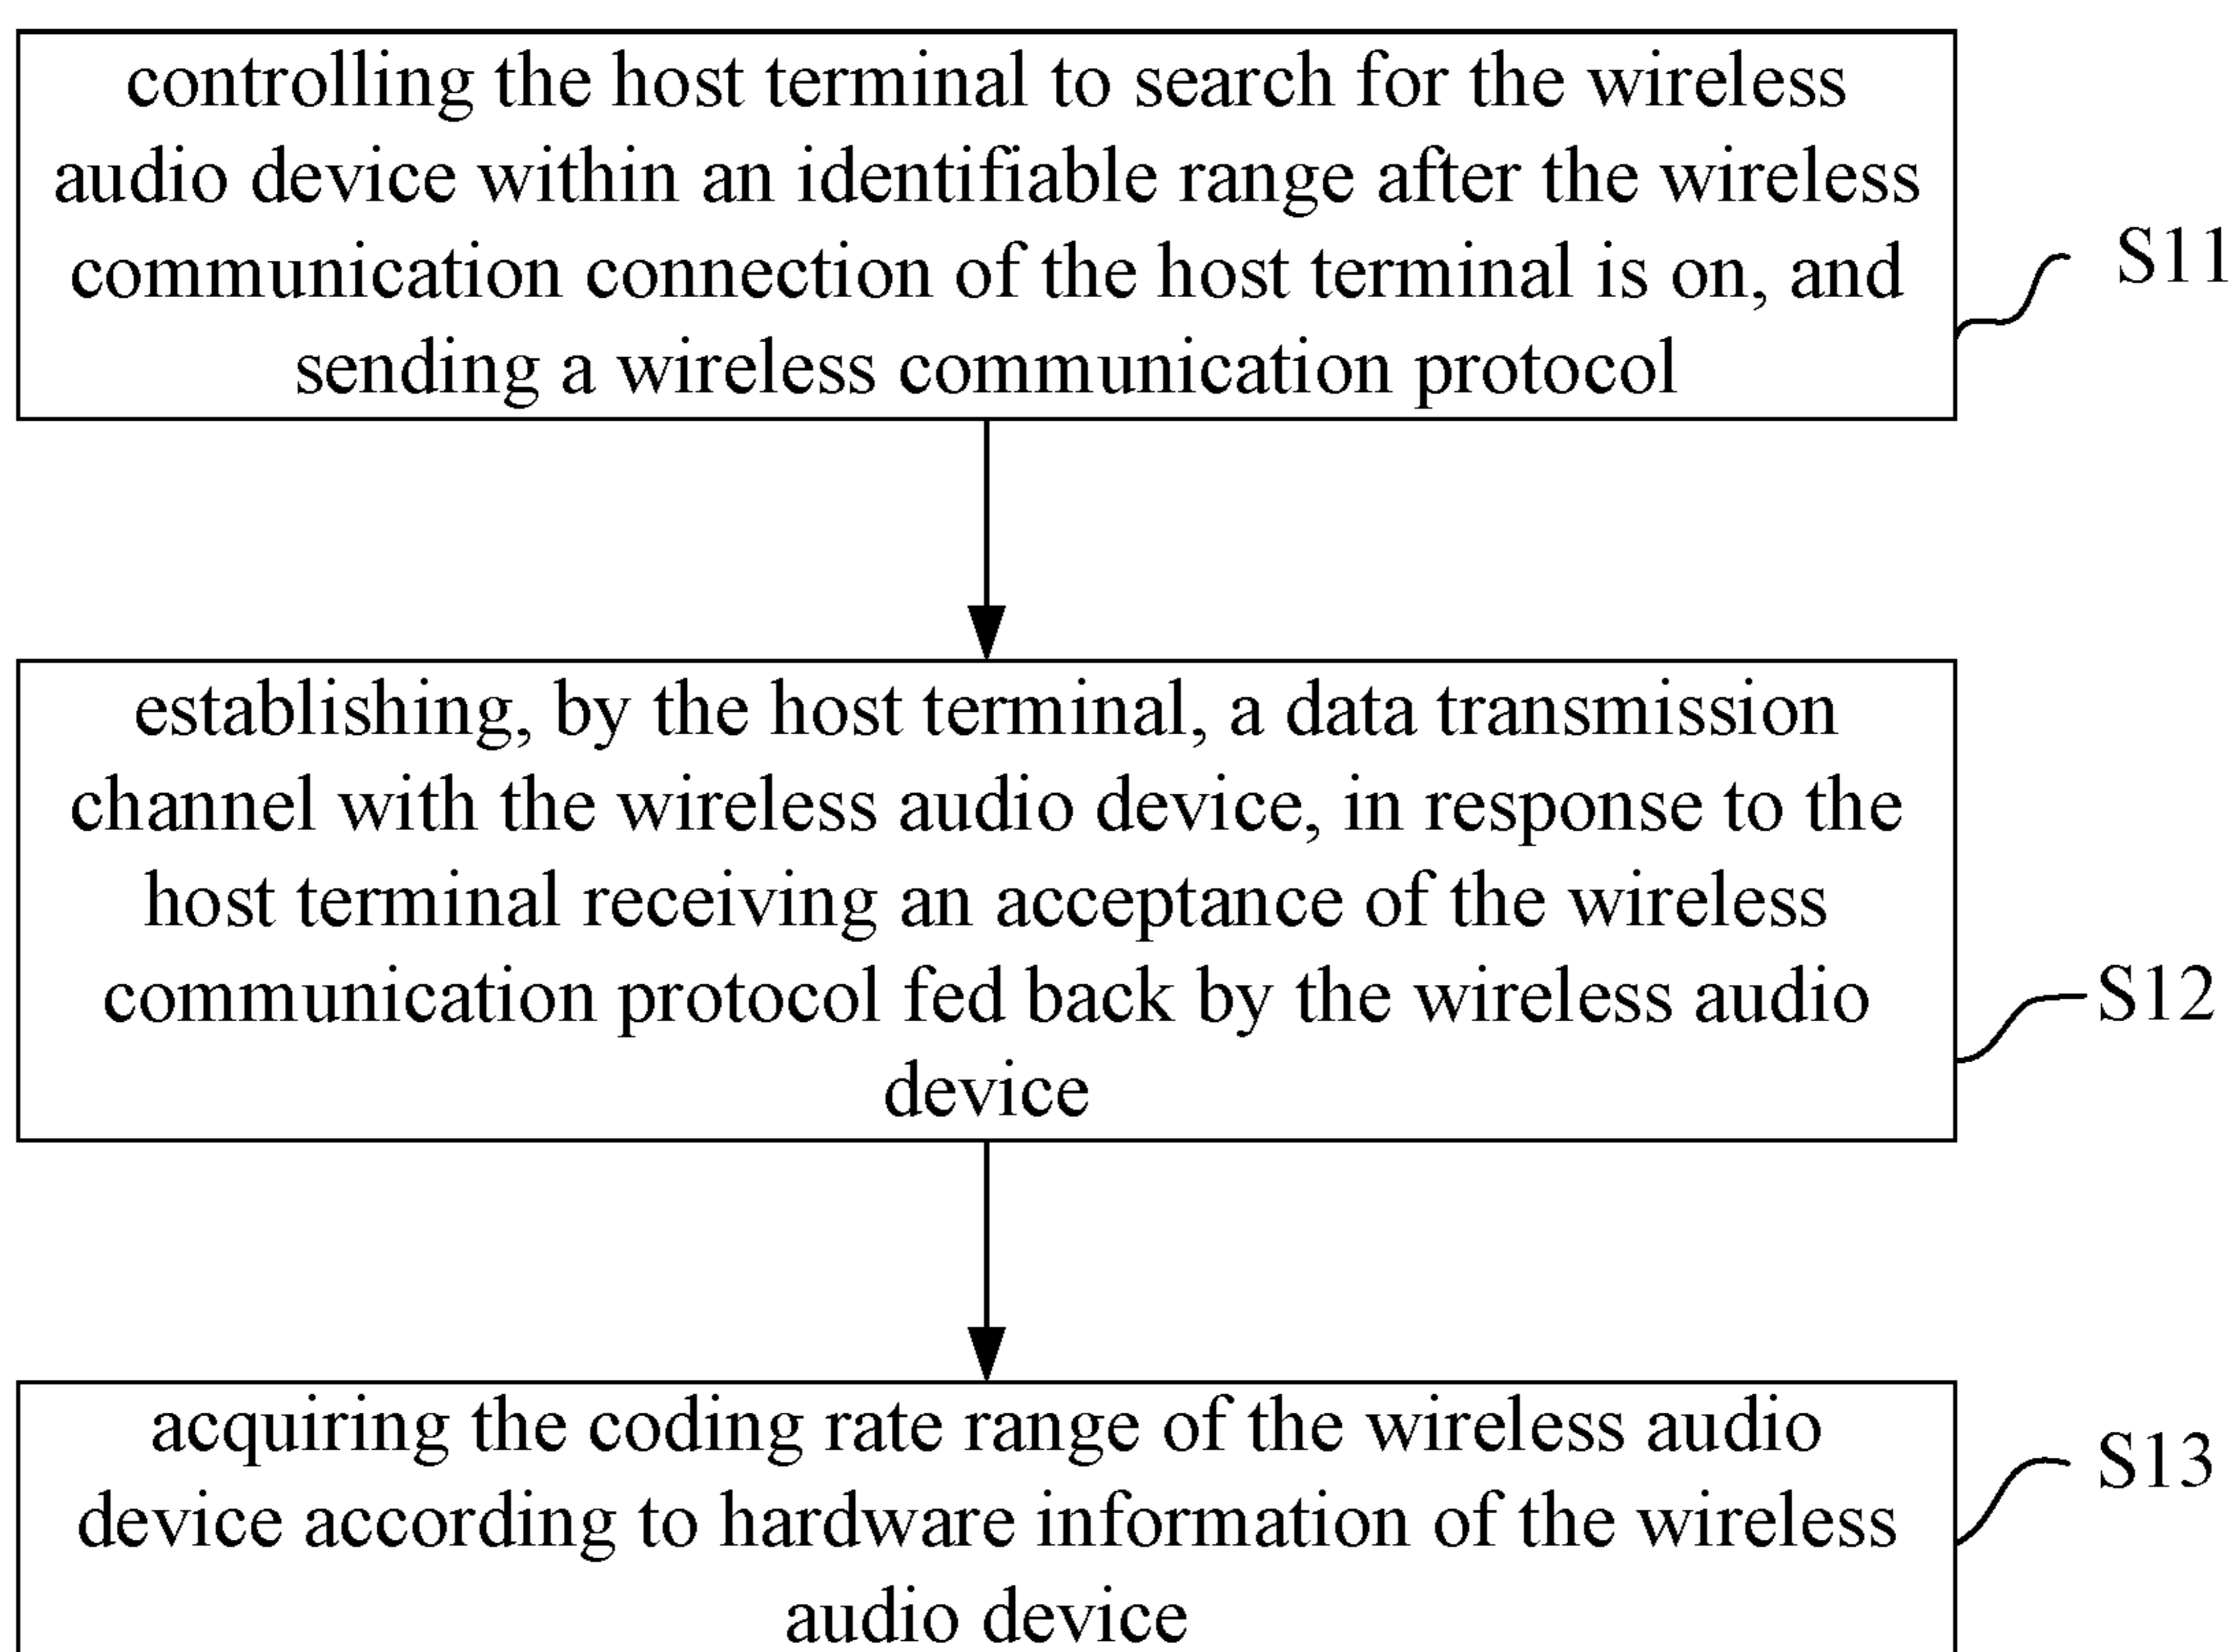 controlling the host terminal to search for the wireless
audio device within an identifiable range after the wireless
communication connection of the host terminal is on, and
sending a wireless communication protocol
S11
establishing, by the host terminal, a data transmission
channel with the wireless audio device, in response to the
host terminal receiving an acceptance of the wireless
communication protocol fed back by the wireless audio
device
S12
acquiring the coding rate range of the wireless audio
device according to hardware information of the wireless
audio device
S13